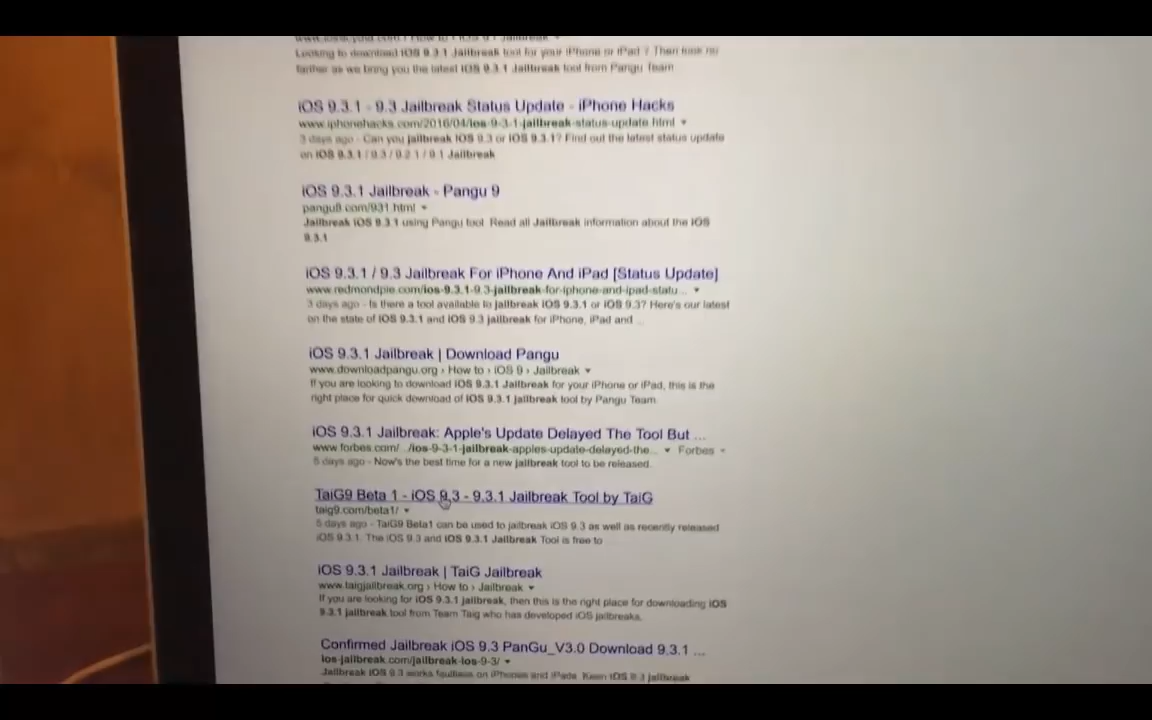 Looking to download iOS 9.3.1 Jailbreak tool for your iPhone or iPad ? Then look no
farther as we bring you the latest iOS 9.3.1 Jailbreak tool from Pangu Team
iOS 9.3.1 - 9.3 Jailbreak Status Update - iPhone Hacks
www.iphonehacks.com/2016/04/ios-9-3-1-jailbreak-status-update.html
3 days ago - Can you jailbreak iOS 9.3 or iOS 9.3.1? Find out the latest status update
on iOS 9.3.1 / 9.3 / 9.2.1 / 9.1 Jailbreak
iOS 9.3.1 Jailbreak - Pangu 9
pangu8.com/931.html
Jailbreak iOS 9.3.1 using Pangu tool. Read all Jailbreak information about the iOS
9.3.1
iOS 9.3.1 / 9.3 Jailbreak For iPhone And iPad [Status Update]
www.redmondpie.com/ios-9.3.1-9.3-jailbreak-for-iphone-and-ipad-statu...
3 days ago - Is there a tool available to jailbreak iOS 9.3.1 or iOS 9.3? Here's our latest
on the state of iOS 9.3.1 and iOS 9.3 jailbreak for iPhone, iPad and ...
iOS 9.3.1 Jailbreak | Download Pangu
www.downloadpangu.org › How to › iOS 9 › Jailbreak
If you are looking to download iOS 9.3.1 Jailbreak for your iPhone or iPad, this is the
right place for quick download of iOS 9.3.1 jailbreak tool by Pangu Team.
iOS 9.3.1 Jailbreak: Apple's Update Delayed The Tool But ...
www.forbes.com/.../ios-9-3-1-jailbreak-apples-update-delayed-the... Forbes
5 days ago - Now's the best time for a new jailbreak tool to be released.
TaiG9 Beta 1 - iOS 9.3 - 9.3.1 Jailbreak Tool by TaiG
taig9.com/beta1/
5 days ago - TaiG9 Beta1 can be used to jailbreak iOS 9.3 as well as recently released
iOS 9.3.1. The iOS 9.3 and iOS 9.3.1 Jailbreak Tool is free to ...
iOS 9.3.1 Jailbreak | TaiG Jailbreak
www.taigjailbreak.org › How to › Jailbreak
If you are looking for iOS 9.3.1 jailbreak, then this is the right place for downloading iOS
9.3.1 jailbreak tool from Team Taig who has developed iOS jailbreaks.
Confirmed Jailbreak iOS 9.3 PanGu_V3.0 Download 9.3.1 ...
ios-jailbreak.com/jailbreak-ios-9-3/
Jailbreak iOS 9.3 works faultless on iPhones and iPads. Keen iOS 9.3 jailbreak